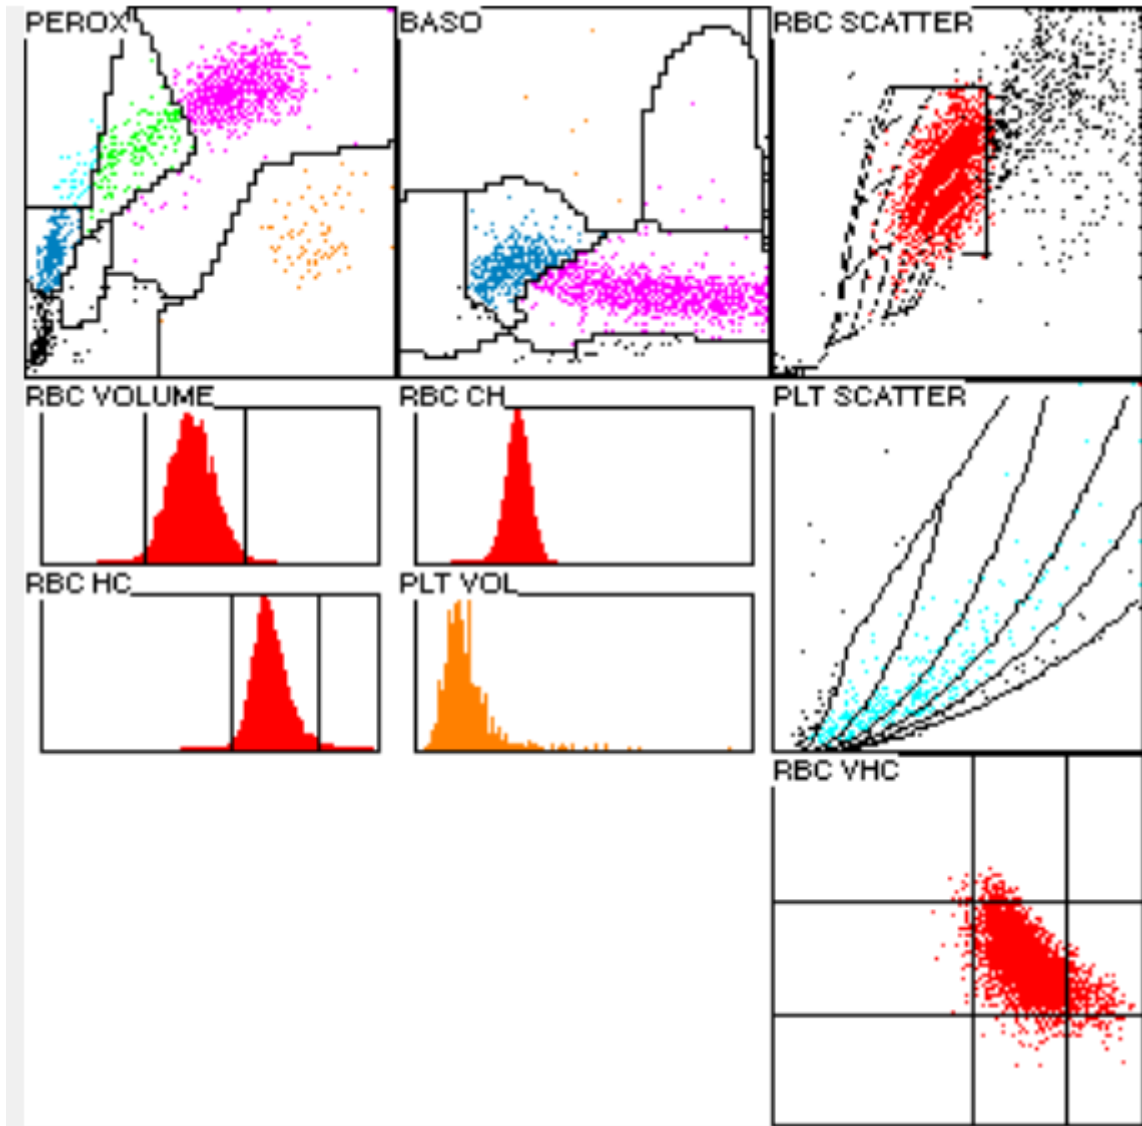 PEROX
BASO
RBC SCATTER
RBC VOLUME
RBC CH
PLT SCATTER
RBC HC
PLT VOL
RBC VHC